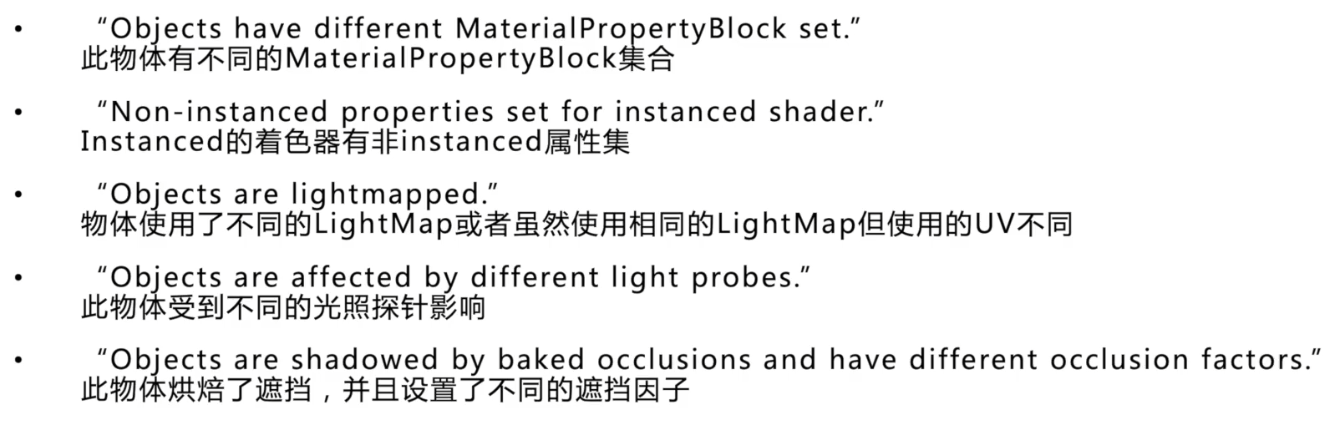 • “Objects have different MaterialPropertyBlock set.”
此物体有不同的MaterialPropertyBlock集合
• “Non-instanced properties set for instanced shader.”
Instanced的着色器有非instanced属性集
• “Objects are lightmapped.”
物体使用了不同的LightMap或者虽然使用相同的LightMap但使用的UV不同
• “Objects are affected by different light probes.”
此物体受到不同的光照探针影响
• “Objects are shadowed by baked occlusions and have different occlusion factors.”
此物体烘焙了遮挡，并且设置了不同的遮挡因子